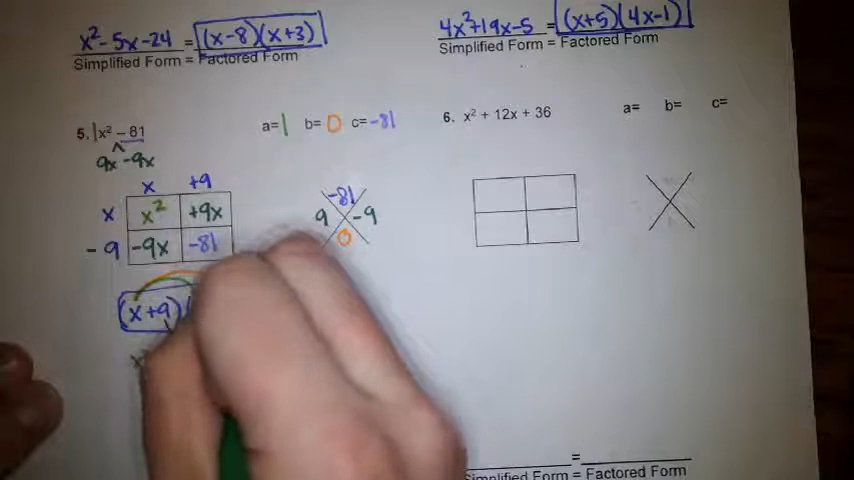 x² - 5x - 24 = (x-8)(x+3)
Simplified Form = Factored Form
4x² + 19x - 5 = (x+5)(4x-1)
Simplified Form = Factored Form
5. 1x² – 81
a=1 b=0 c=-81
9x -9x
x +9
x x² +9x
-9 -9x -81
-81
9 -9
0
(x+9)(
6. x² + 12x + 36
a= b= c=
=
Simplified Form = Factored Form